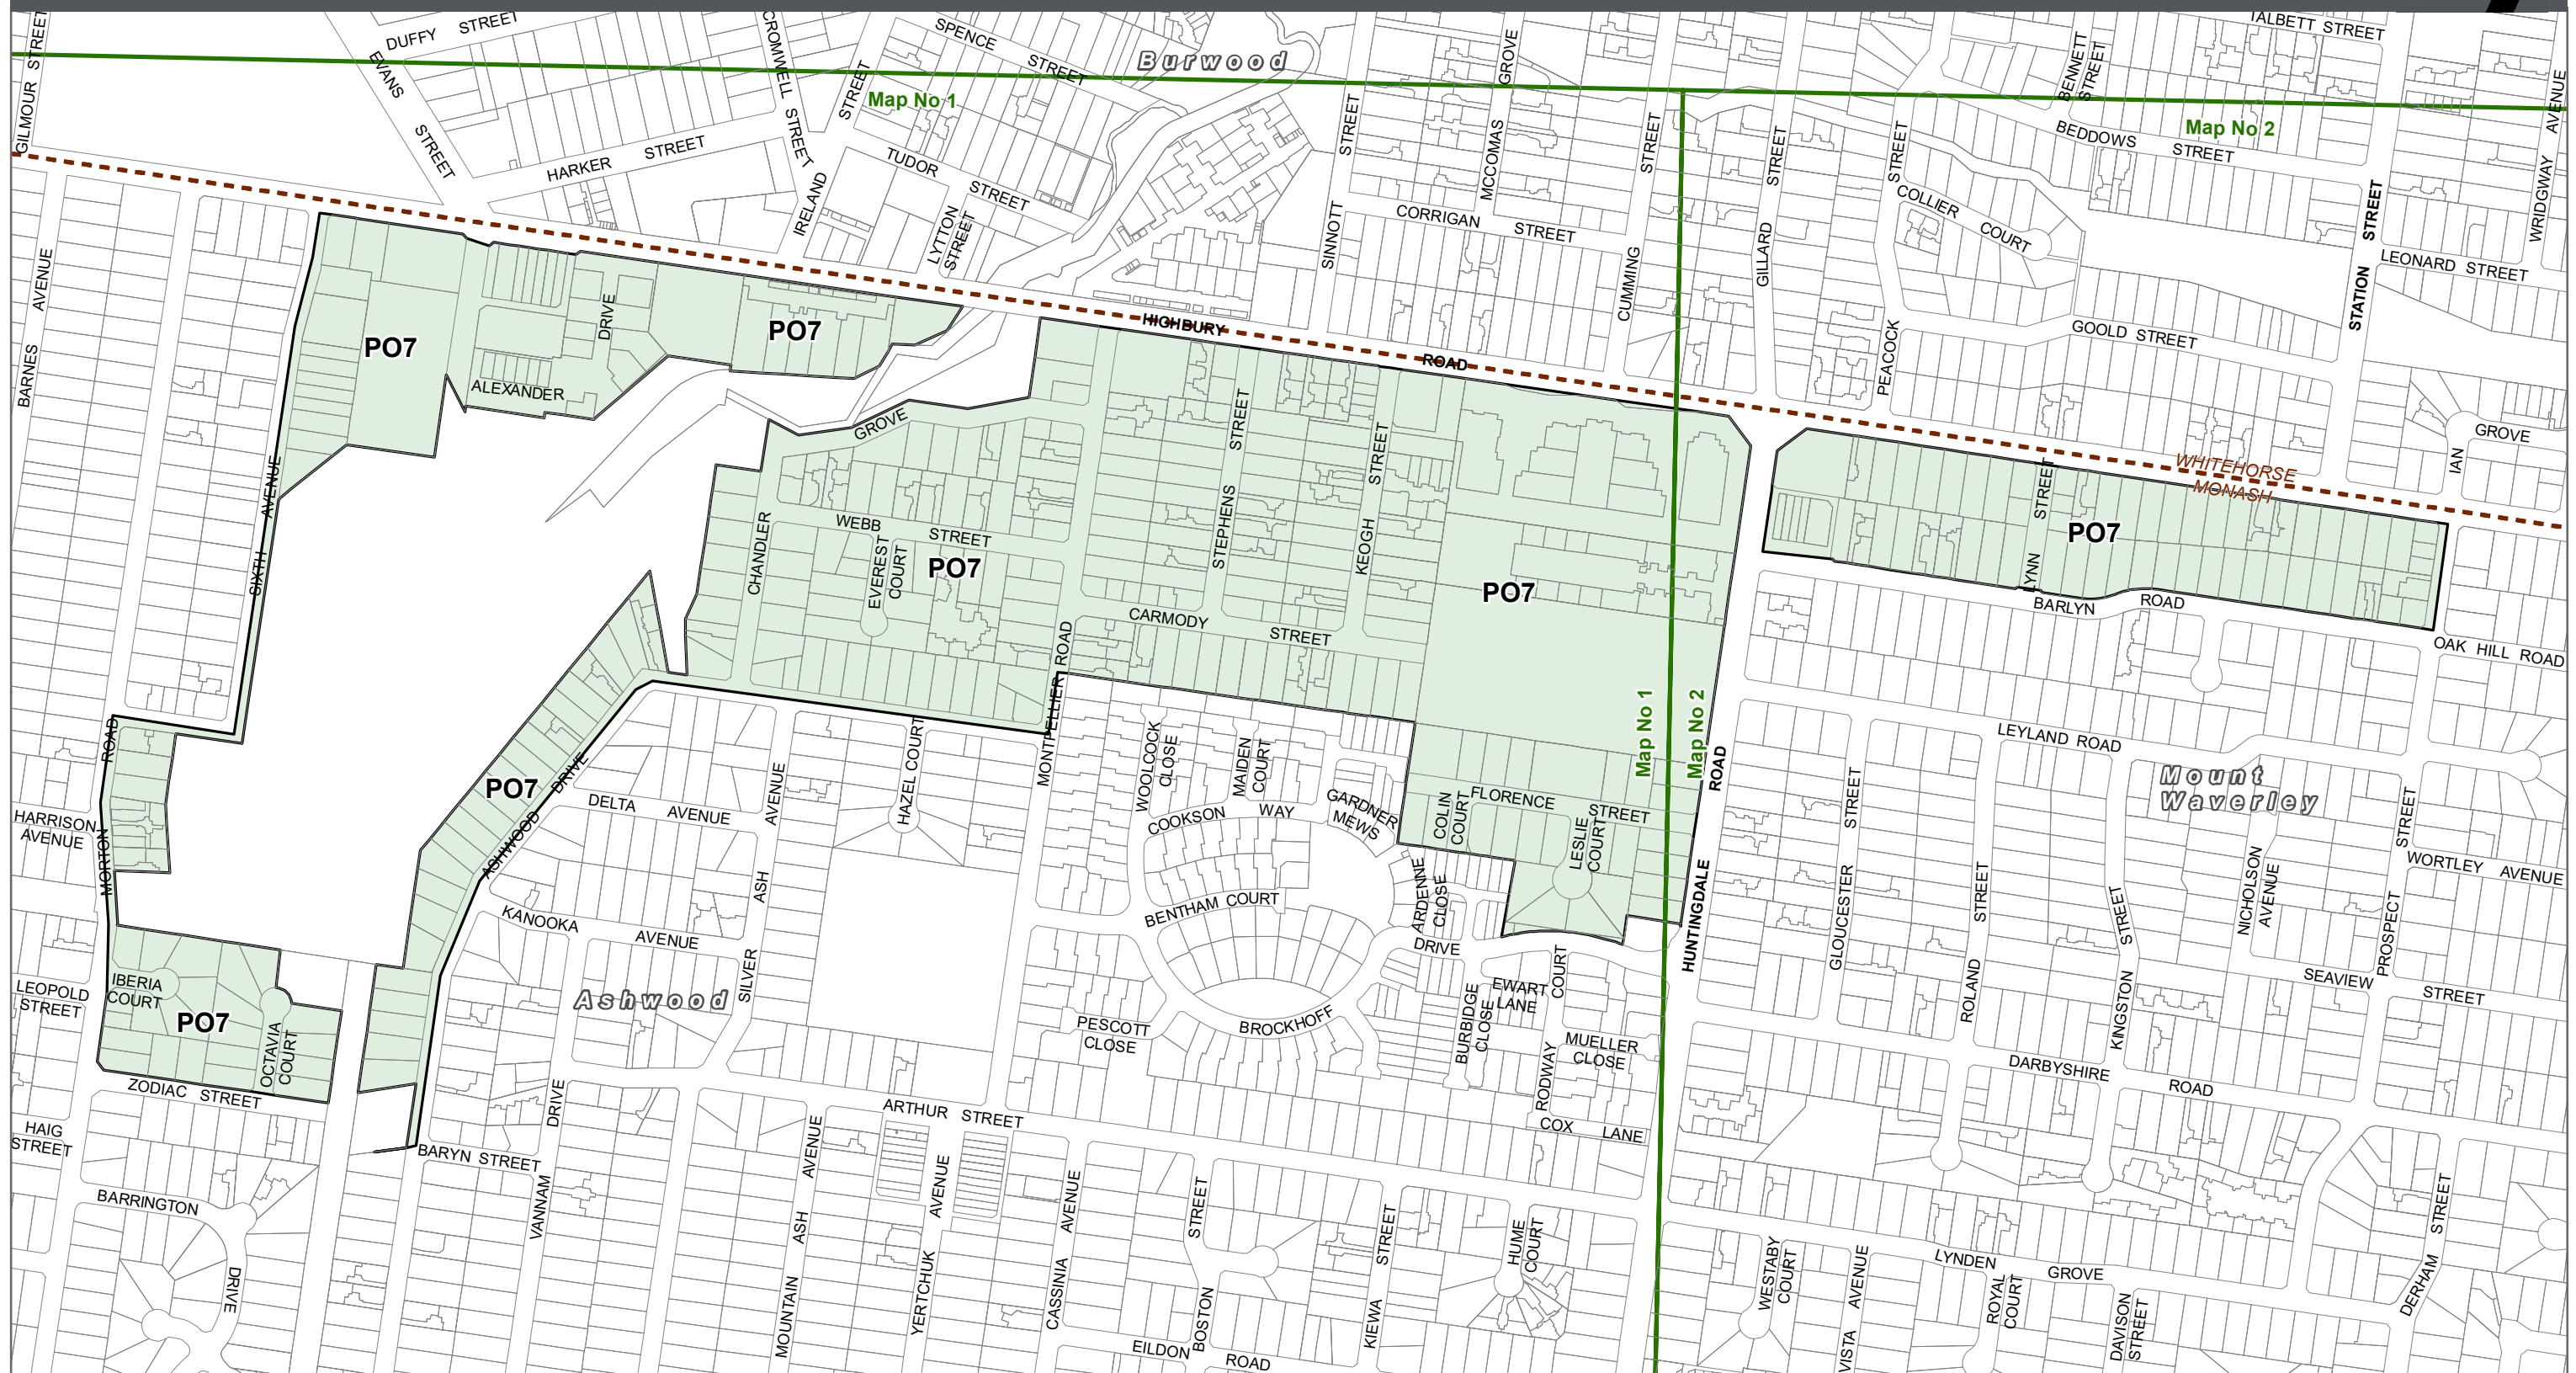 GILMOUR STREET
DUFFY STREET
EVANS STREET
CROMWELL STREET
SPENCE STREET
Burwood
GROVE
MCCOMAS
BENNETT
STREET
TALBETT STREET
AVENUE
WRIDGWAY
Map No 1
Map No 2
BEDDOWS STREET
HARKER STREET
IRELAND
STREET
TUDOR STREET
LYTTON
STREET
SINNOTT STREET
CORRIGAN STREET
CUMMING STREET
GILLARD STREET
PEACOCK STREET
COLLIER COURT
STATION STREET
LEONARD STREET
GOOLD STREET
IAN
GROVE
BARNES AVENUE
HIGHBURY ROAD
WHITEHORSE
MONASH
PO7
PO7
ALEXANDER
DRIVE
GROVE
SIXTH AVENUE
CHANDLER
WEBB STREET
EVEREST
COURT
PO7
STEPHENS STREET
KEOGH STREET
PO7
LYNN STREET
PO7
BARLYN ROAD
OAK HILL ROAD
CARMODY STREET
MONTPELLIER ROAD
Map No 1
Map No 2
HUNTINGDALE ROAD
LEYLAND ROAD
Mount
Waverley
HARRISON
AVENUE
MORTON ROAD
PO7
ASHWOOD DRIVE
DELTA AVENUE
HAZEL COURT
SILVER ASH AVENUE
WOOLCOCK
CLOSE
MAIDEN
COURT
COOKSON WAY
GARDNER
MEWS
COLIN
COURT
FLORENCE STREET
LESLIE
COURT
ARDENNE
CLOSE
BENTHAM COURT
BROCKHOFF DRIVE
GLOUCESTER STREET
ROLAND STREET
KINGSTON STREET
NICHOLSON
AVENUE
PROSPECT STREET
WORTLEY AVENUE
SEAVIEW STREET
KANOOKA AVENUE
Ashwood
LEOPOLD
STREET
IBERIA
COURT
PO7
OCTAVIA
COURT
ZODIAC STREET
HAIG
STREET
PESCOTT
CLOSE
BURBIDGE
CLOSE
EWART
LANE
RODWAY COURT
MUELLER
CLOSE
COX LANE
DARBYSHIRE ROAD
ARTHUR STREET
BARYN STREET
BARRINGTON DRIVE
VANNAM DRIVE
MOUNTAIN ASH AVENUE
YERTCHUK AVENUE
CASSINIA AVENUE
BOSTON STREET
EILDON ROAD
KIEWA STREET
HUME
COURT
WESTABY
COURT
VISTA AVENUE
LYNDEN GROVE
ROYAL
COURT
DAVISON
STREET
DERHAM STREET